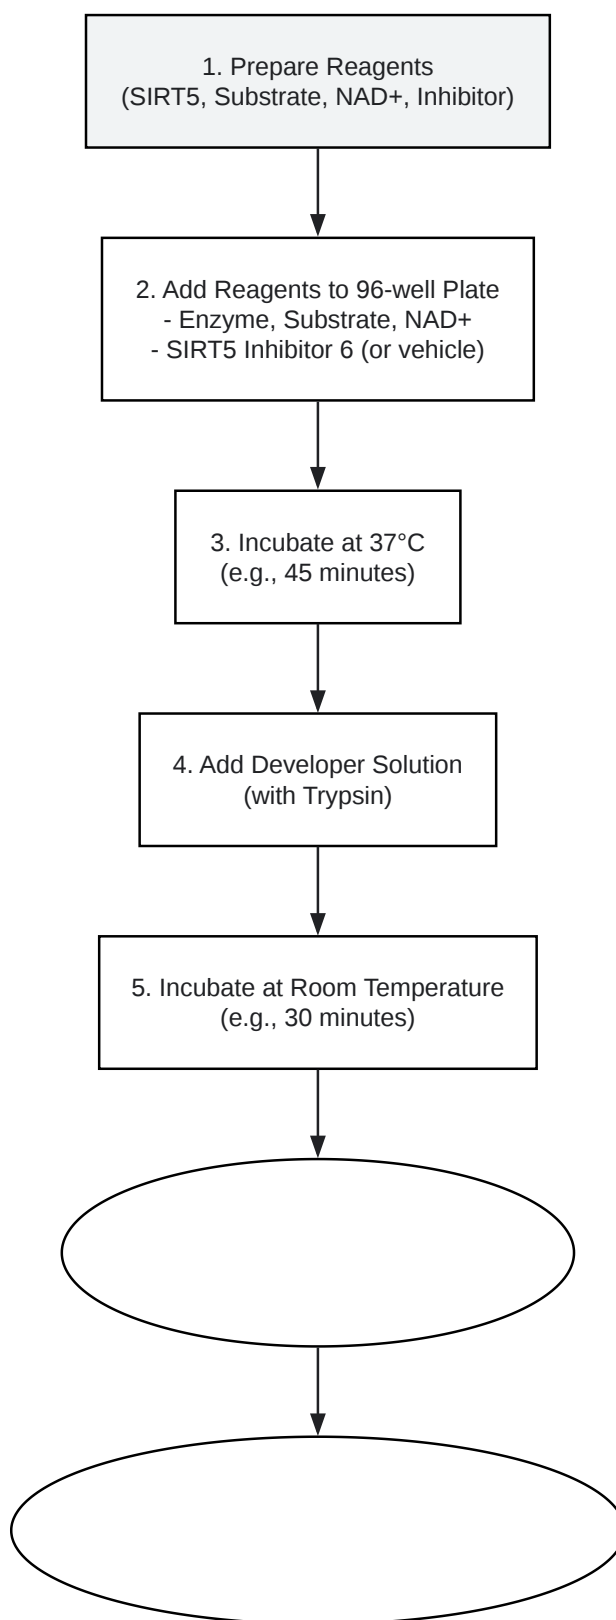 1. Prepare Reagents
(SIRT5, Substrate, NAD+, Inhibitor)
2. Add Reagents to 96-well Plate
- Enzyme, Substrate, NAD+
- SIRT5 Inhibitor 6 (or vehicle)
3. Incubate at 37°C
(e.g., 45 minutes)
4. Add Developer Solution
(with Trypsin)
5. Incubate at Room Temperature
(e.g., 30 minutes)